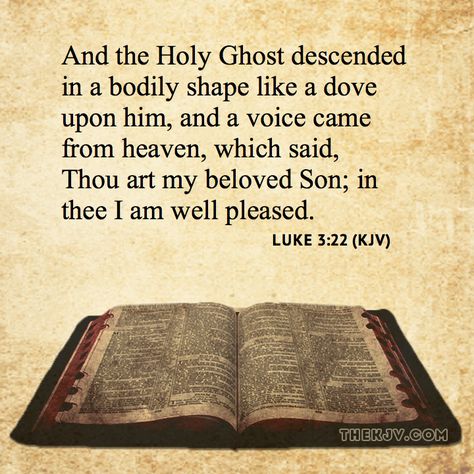 And the Holy Ghost descended
in a bodily shape like a dove
upon him, and a voice came
from heaven, which said,
Thou art my beloved Son; in
thee I am well pleased.
LUKE 3:22 (KJV)
THEKJV.COM